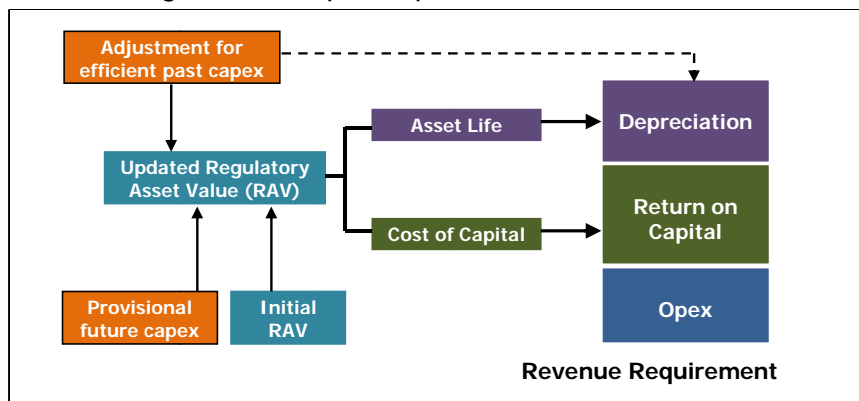 Adjustment for
efficient past capex
Asset Life
Depreciation
Updated Regulatory
Asset Value (RAV)
Cost of Capital
Return on
Capital
Provisional
future capex
Initial
RAV
Opex
Revenue Requirement